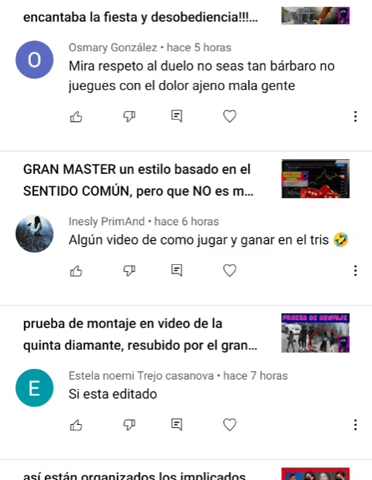 encantaba la fiesta y desobediencia!!!...
O
Osmary González • hace 5 horas
Mira respeto al duelo no seas tan bárbaro no
juegues con el dolor ajeno mala gente
GRAN MASTER un estilo basado en el
SENTIDO COMÚN, pero que NO es m...
Inesly PrimAnd • hace 6 horas
Algún video de como jugar y ganar en el tris 🤣
prueba de montaje en video de la
quinta diamante, resubido por el gran...
PRUEBA DE MONTAJE
E
Estela noemi Trejo casanova • hace 7 horas
Si esta editado
así están organizados los implicados